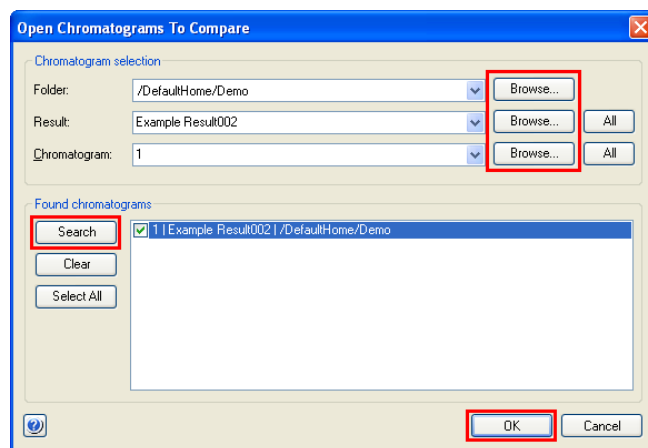 Open Chromatograms To Compare
Chromatogram selection
Folder: /DefaultHome/Demo Browse...
Result: Example Result002 Browse... All
Chromatogram: 1 Browse... All
Found chromatograms
Search 1 | Example Result002 | /DefaultHome/Demo
Clear
Select All
? OK Cancel